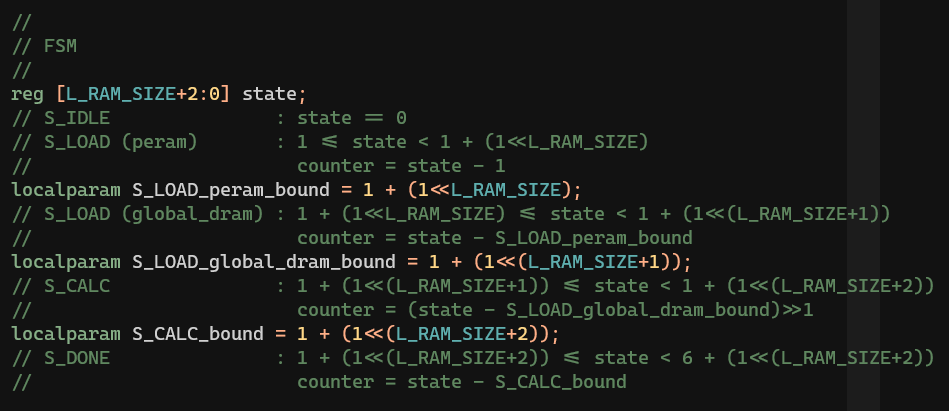 //
// FSM
//
reg [L_RAM_SIZE+2:0] state;
// S_IDLE               : state == 0
// S_LOAD (peram)       : 1 <= state < 1 + (1<<L_RAM_SIZE)
//                        counter = state - 1
localparam S_LOAD_peram_bound = 1 + (1<<L_RAM_SIZE);
// S_LOAD (global_dram) : 1 + (1<<L_RAM_SIZE) <= state < 1 + (1<<(L_RAM_SIZE+1))
//                        counter = state - S_LOAD_peram_bound
localparam S_LOAD_global_dram_bound = 1 + (1<<(L_RAM_SIZE+1));
// S_CALC               : 1 + (1<<(L_RAM_SIZE+1)) <= state < 1 + (1<<(L_RAM_SIZE+2))
//                        counter = (state - S_LOAD_global_dram_bound)>>1
localparam S_CALC_bound = 1 + (1<<(L_RAM_SIZE+2));
// S_DONE               : 1 + (1<<(L_RAM_SIZE+2)) <= state < 6 + (1<<(L_RAM_SIZE+2))
//                        counter = state - S_CALC_bound